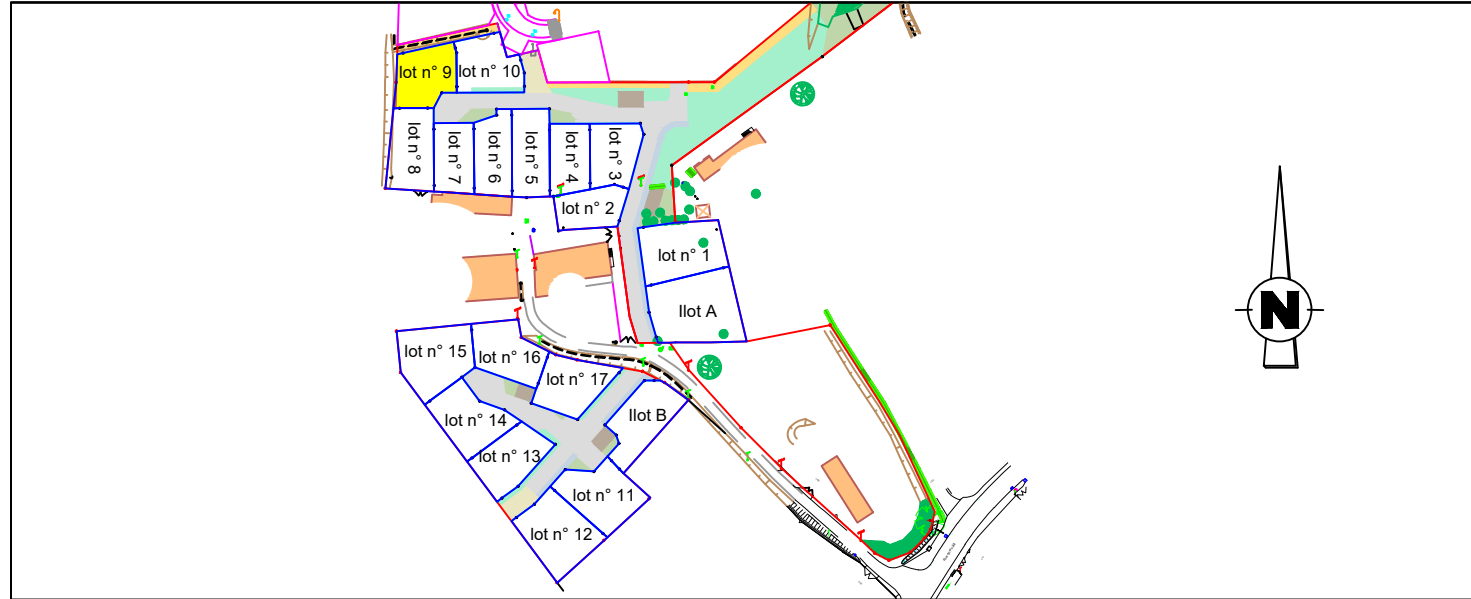 lot n° 9
lot n° 10
lot n° 8
lot n° 7
lot n° 6
lot n° 5
lot n° 4
lot n° 3
lot n° 2
lot n° 1
Ilot A
N
lot n° 15
lot n° 16
lot n° 17
Ilot B
lot n° 14
lot n° 13
lot n° 11
lot n° 12